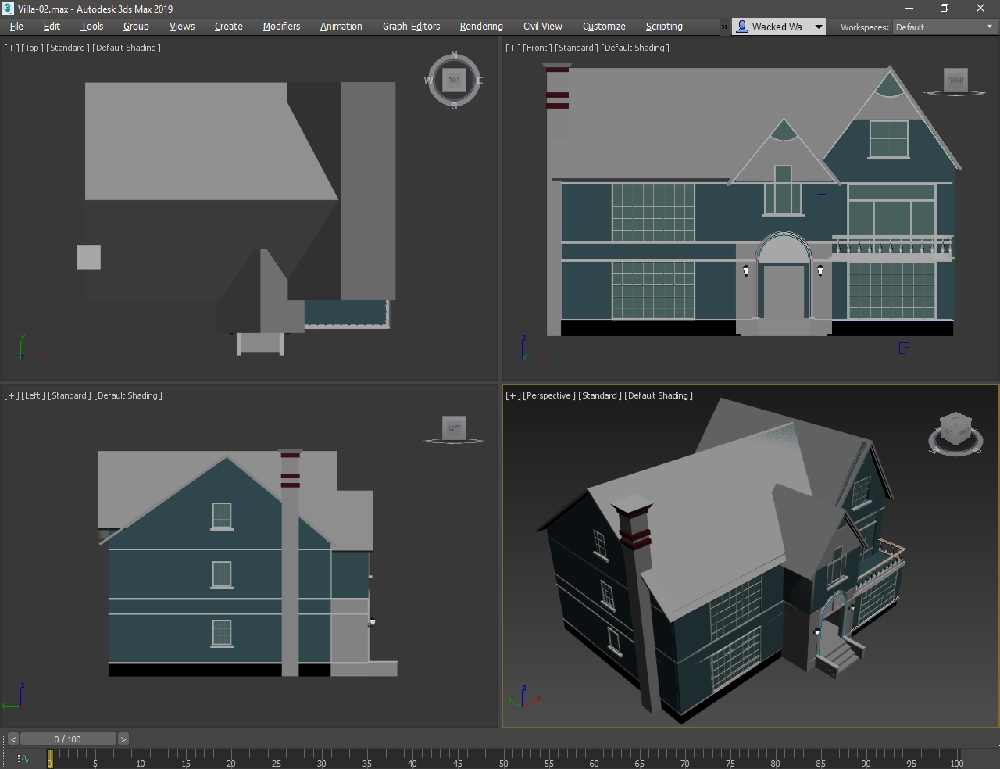 Villa-02.max - Autodesk 3ds Max 2019
File Edit Tools Group Views Create Modifiers Animation Graph Editors Rendering Civil View Customize Scripting » Wacked Wa Workspaces: Default
[+] [Top] [Standard] [Default Shading]
[+] [Front] [Standard] [Default Shading]
N
W TOP E
S
FRONT
[+] [Left] [Standard] [Default Shading]
[+] [Perspective] [Standard] [Default Shading]
LEFT
< 0 / 100 >
0 5 10 15 20 25 30 35 40 45 50 55 60 65 70 75 80 85 90 95 100